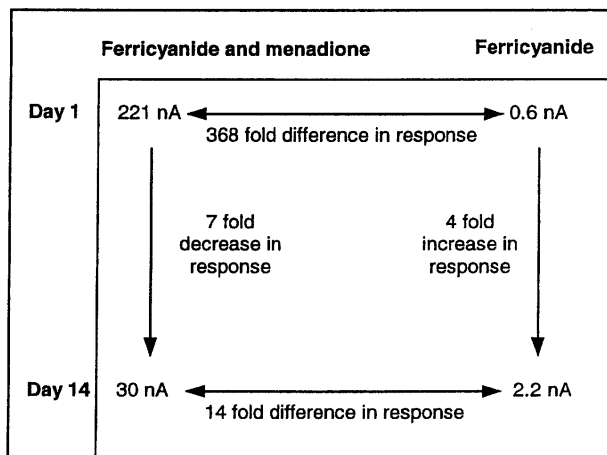 Ferricyanide and menadione
Ferricyanide
Day 1
221 nA
0.6 nA
368 fold difference in response
7 fold
decrease in
response
4 fold
increase in
response
Day 14
30 nA
2.2 nA
14 fold difference in response